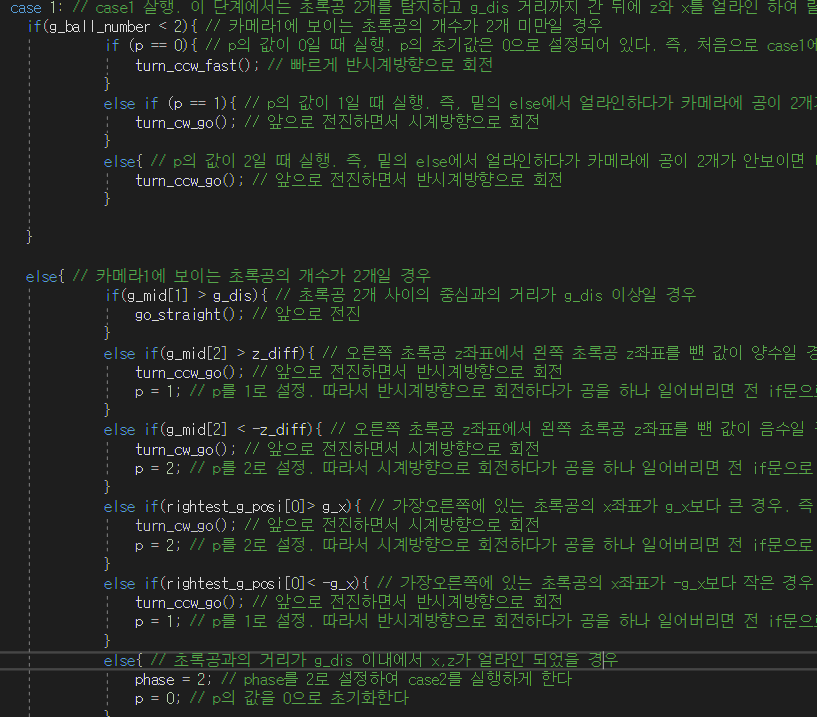 case 1: // case1 실행. 이 단계에서는 초록공 2개를 탐지하고 g_dis 거리까지 간 뒤에 z와 x를 얼라인 하여
if(g_ball_number < 2){ // 카메라1에 보이는 초록공의 개수가 2개 미만일 경우
if (p == 0){ // p의 값이 0일 때 실행. p의 초기값은 0으로 설정되어 있다. 즉, 처음으로 case1에
turn_ccw_fast(); // 빠르게 반시계방향으로 회전
}
else if (p == 1){ // p의 값이 1일 때 실행. 즉, 밑의 else에서 얼라인하다가 카메라에 공이 2개
turn_cw_go(); // 앞으로 전진하면서 시계방향으로 회전
}
else{ // p의 값이 2일 때 실행. 즉, 밑의 else에서 얼라인하다가 카메라에 공이 2개가 안보이면
turn_ccw_go(); // 앞으로 전진하면서 반시계방향으로 회전
}
}
else{ // 카메라1에 보이는 초록공의 개수가 2개일 경우
if(g_mid[1] > g_dis){ // 초록공 2개 사이의 중심과의 거리가 g_dis 이상일 경우
go_straight(); // 앞으로 전진
}
else if(g_mid[2] > z_diff){ // 오른쪽 초록공 z좌표에서 왼쪽 초록공 z좌표를 뺀 값이 양수일 경
turn_ccw_go(); // 앞으로 전진하면서 반시계방향으로 회전
p = 1; // p를 1로 설정. 따라서 반시계방향으로 회전하다가 공을 하나 잃어버리면 전 if문으로
}
else if(g_mid[2] < -z_diff){ // 오른쪽 초록공 z좌표에서 왼쪽 초록공 z좌표를 뺀 값이 음수일
turn_cw_go(); // 앞으로 전진하면서 시계방향으로 회전
p = 2; // p를 2로 설정. 따라서 시계방향으로 회전하다가 공을 하나 잃어버리면 전 if문으로
}
else if(rightest_g_posi[0]> g_x){ // 가장오른쪽에 있는 초록공의 x좌표가 g_x보다 큰 경우. 즉
turn_cw_go(); // 앞으로 전진하면서 시계방향으로 회전
p = 2; // p를 2로 설정. 따라서 시계방향으로 회전하다가 공을 하나 잃어버리면 전 if문으로
}
else if(rightest_g_posi[0]< -g_x){ // 가장오른쪽에 있는 초록공의 x좌표가 -g_x보다 작은 경우
turn_ccw_go(); // 앞으로 전진하면서 반시계방향으로 회전
p = 1; // p를 1로 설정. 따라서 반시계방향으로 회전하다가 공을 하나 잃어버리면 전 if문으
}
else{ // 초록공과의 거리가 g_dis 이내에서 x,z가 얼라인 되었을 경우
phase = 2; // phase를 2로 설정하여 case2를 실행하게 한다
p = 0; // p의 값을 0으로 초기화한다
}